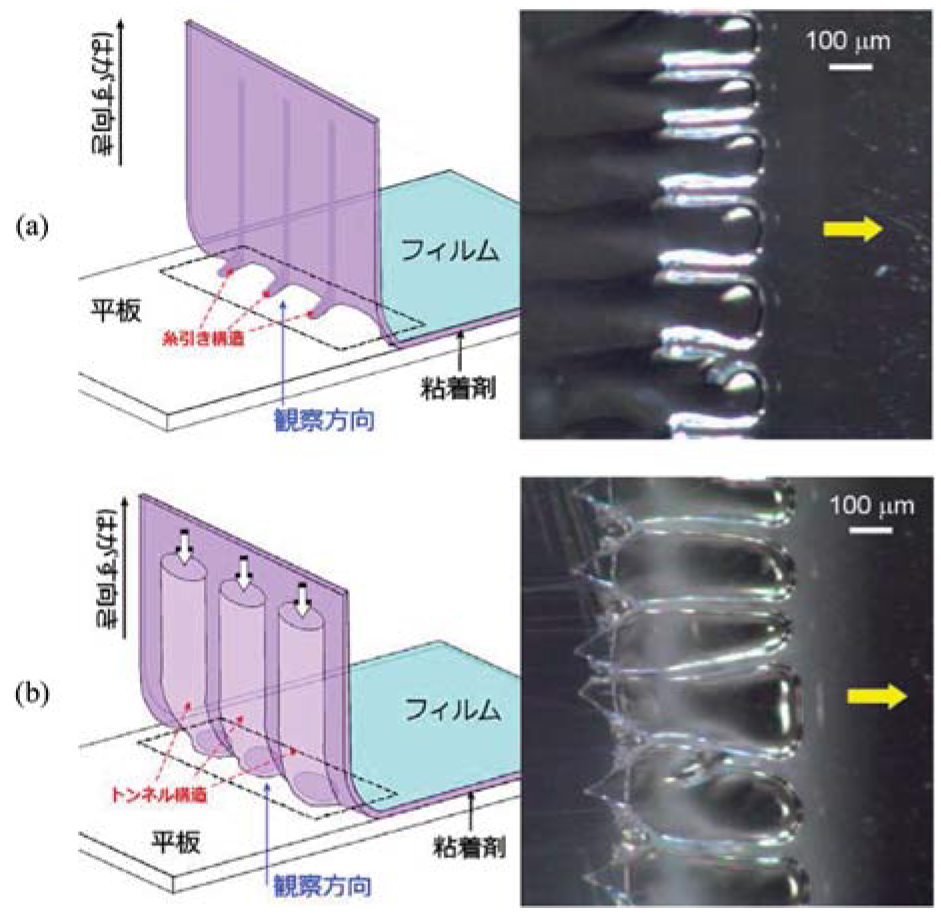 (a)
はがす向き
フィルム
平板
糸引き構造
粘着剤
観察方向
100 μm
(b)
はがす向き
フィルム
トンネル構造
平板
粘着剤
観察方向
100 μm